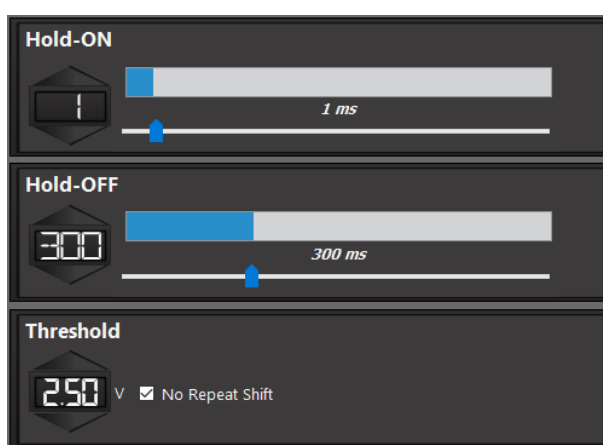 Hold-ON
1
1 ms
Hold-OFF
300
300 ms
Threshold
2.50 V No Repeat Shift